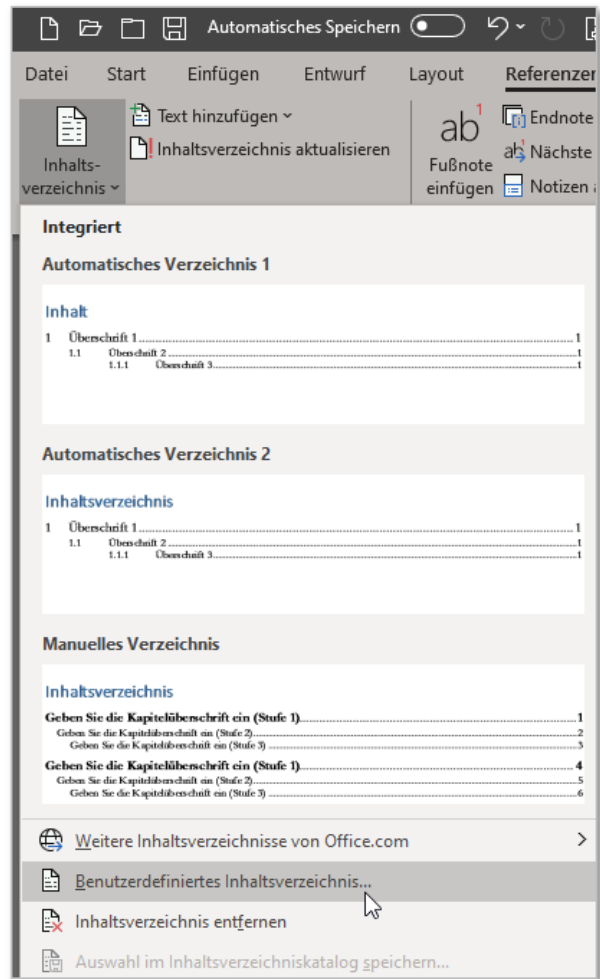 Automatisches Speichern
Datei Start Einfügen Entwurf Layout Referenzen
Inhalts-
verzeichnis
Text hinzufügen
Inhaltsverzeichnis aktualisieren
ab1
Fußnote
einfügen
Endnote
ab Nächste
Notizen
Integriert
Automatisches Verzeichnis 1
Inhalt
1 Überschrift 1 1
1.1 Überschrift 2 1
1.1.1 Überschrift 3 1
Automatisches Verzeichnis 2
Inhaltsverzeichnis
1 Überschrift 1 1
1.1 Überschrift 2 1
1.1.1 Überschrift 3 1
Manuelles Verzeichnis
Inhaltsverzeichnis
Geben Sie die Kapitelüberschrift ein (Stufe 1) 1
Geben Sie die Kapitelüberschrift ein (Stufe 2) 2
Geben Sie die Kapitelüberschrift ein (Stufe 3) 3
Geben Sie die Kapitelüberschrift ein (Stufe 1) 4
Geben Sie die Kapitelüberschrift ein (Stufe 2) 5
Geben Sie die Kapitelüberschrift ein (Stufe 3) 6
Weitere Inhaltsverzeichnisse von Office.com
Benutzerdefiniertes Inhaltsverzeichnis...
Inhaltsverzeichnis entfernen
Auswahl im Inhaltsverzeichniskatalog speichern...